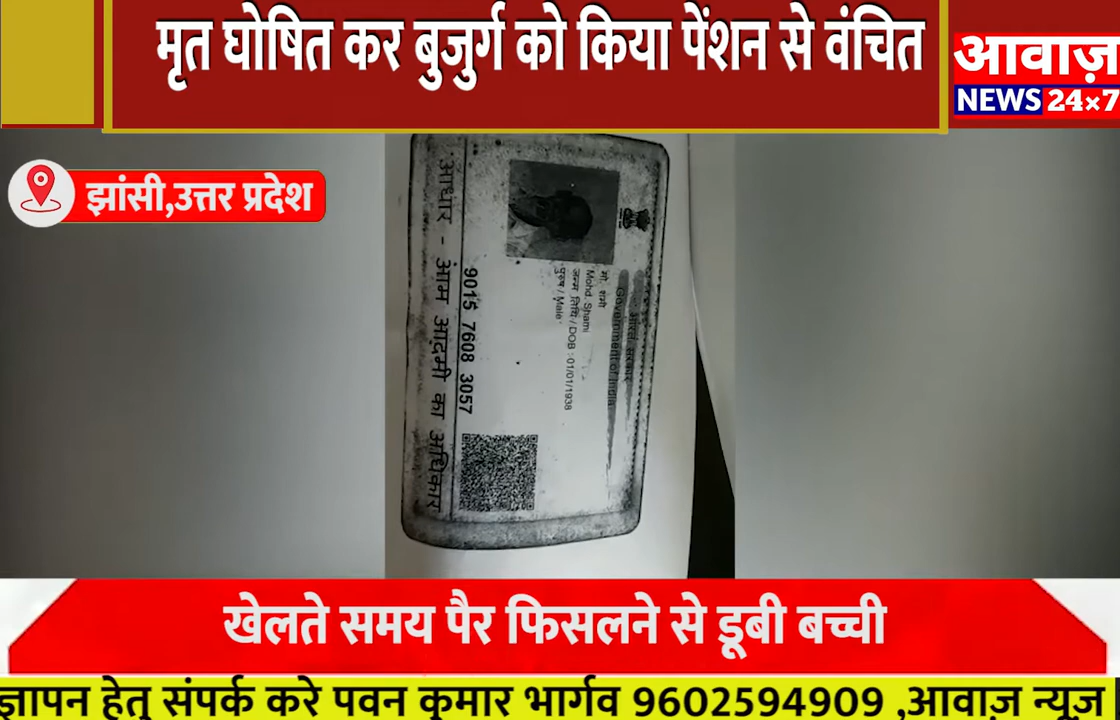 मृत घोषित कर बुजुर्ग को किया पेंशन से वंचित
आवाज़
NEWS 24×7
झांसी,उत्तर प्रदेश
भारत सरकार
Government of India
मो. शमी
Mohd. Shami
जन्म तिथि / DOB : 01/01/1938
पुरुष / Male
9015 7608 3057
आधार - आम आदमी का अधिकार
खेलते समय पैर फिसलने से डूबी बच्ची
ज्ञापन हेतु संपर्क करे पवन कुमार भार्गव 9602594909 ,आवाज़ न्यूज़